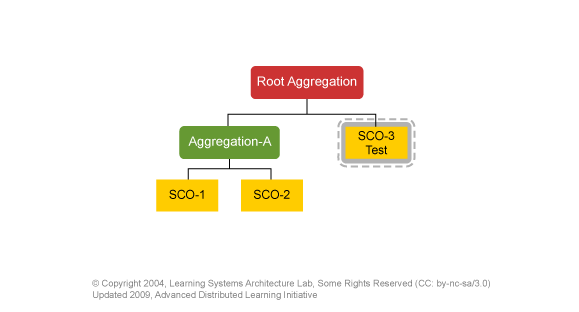 Root Aggregation
Aggregation-A
SCO-3
Test
SCO-1
SCO-2
© Copyright 2004, Learning Systems Architecture Lab, Some Rights Reserved (CC: by-nc-sa/3.0)
Updated 2009, Advanced Distributed Learning Initiative